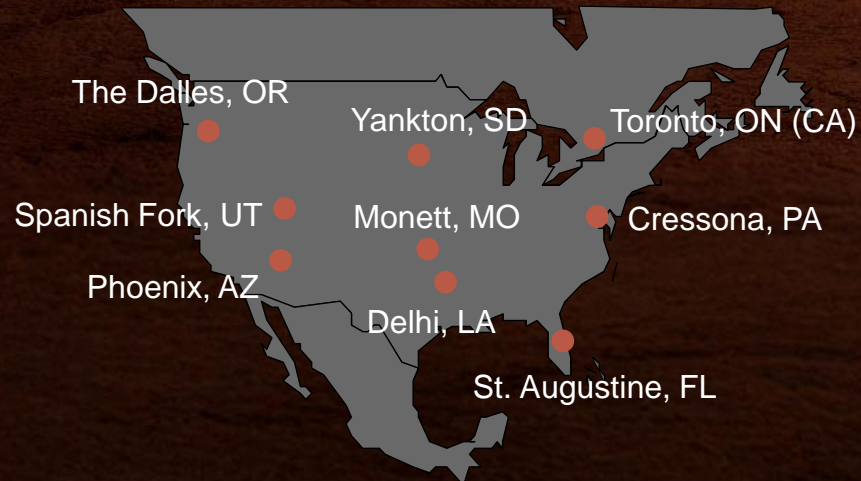 The Dalles, OR
Yankton, SD
Toronto, ON (CA)
Spanish Fork, UT
Monett, MO
Cressona, PA
Phoenix, AZ
Delhi, LA
St. Augustine, FL